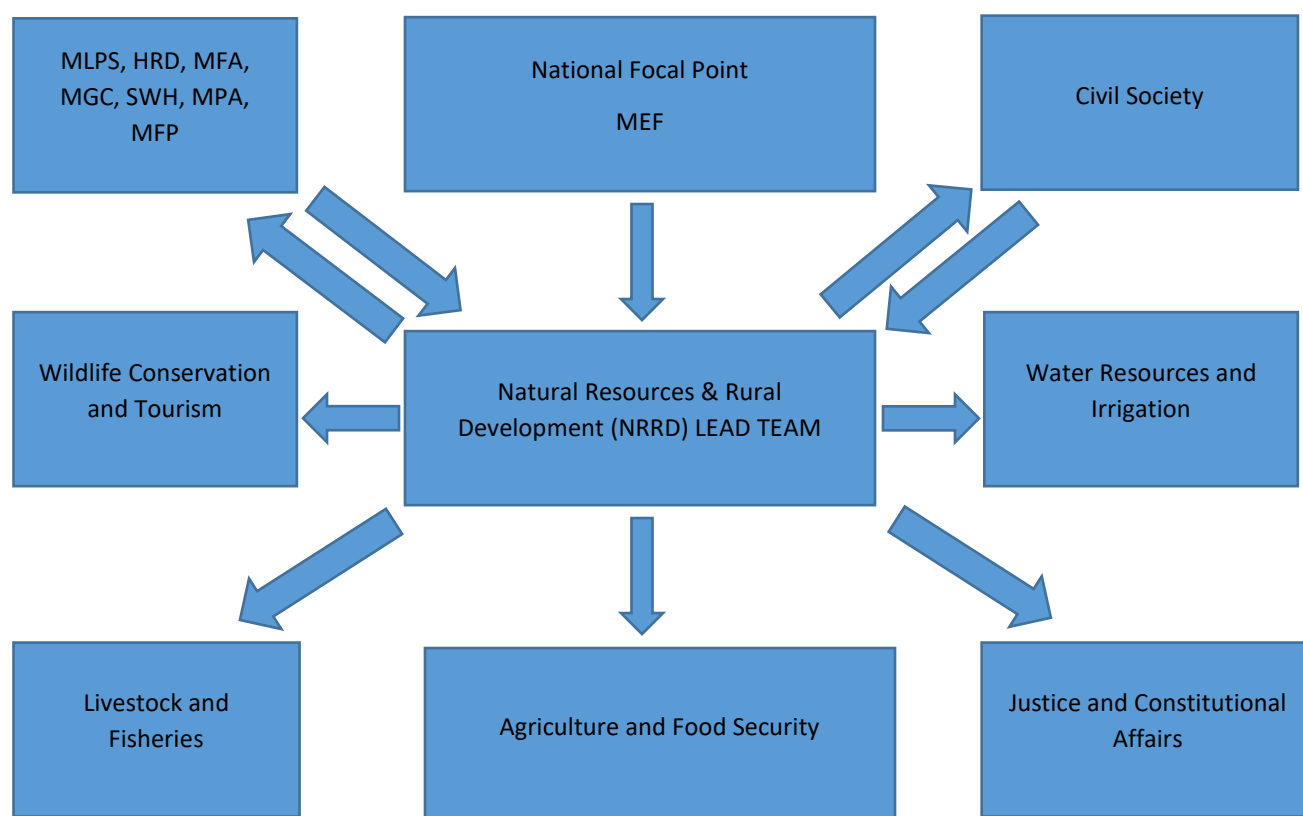 MLPS, HRD, MFA,
MGC, SWH, MPA,
MFP
National Focal Point
MEF
Civil Society
Wildlife Conservation
and Tourism
Natural Resources & Rural
Development (NRRD) LEAD TEAM
Water Resources and
Irrigation
Livestock and
Fisheries
Agriculture and Food Security
Justice and Constitutional
Affairs